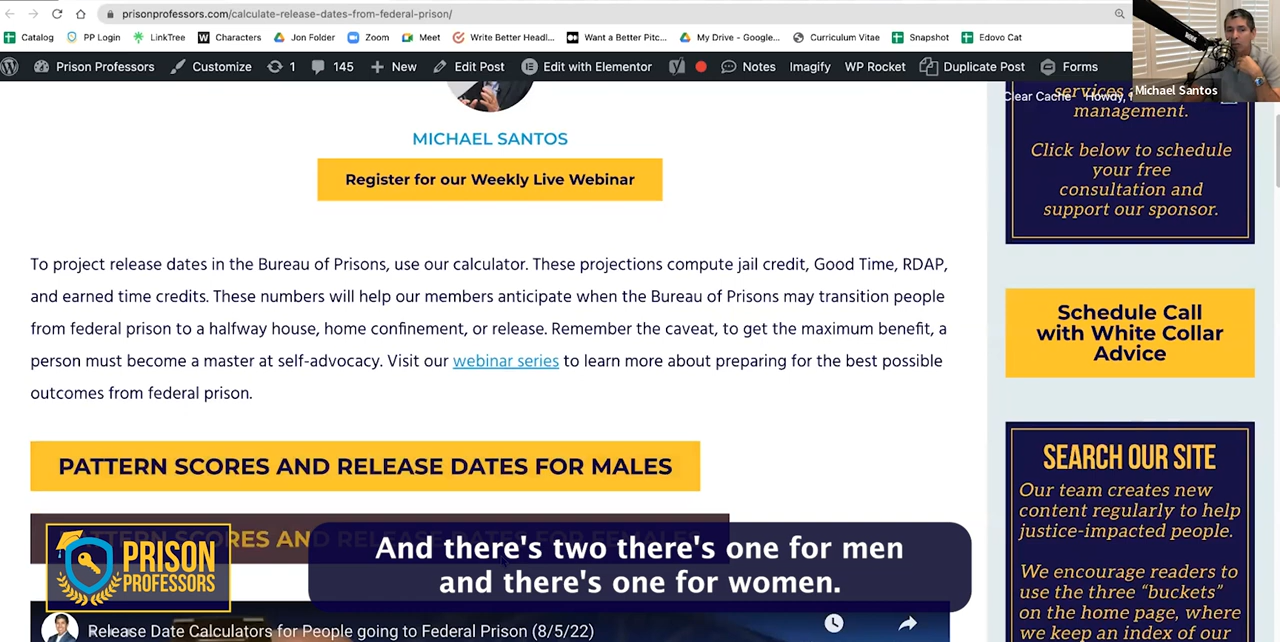 prisonprofessors.com/calculate-release-dates-from-federal-prison/
Catalog PP Login LinkTree Characters Jon Folder Zoom Meet Write Better Headl... Want a Better Pitc... My Drive - Google... Curriculum Vitae Snapshot Edovo Cat
Prison Professors Customize 1 145 New Edit Post Edit with Elementor Notes Imagify WP Rocket Duplicate Post Forms
Michael Santos
Clear Cache Howdy,
MICHAEL SANTOS
Register for our Weekly Live Webinar
To project release dates in the Bureau of Prisons, use our calculator. These projections compute jail credit, Good Time, RDAP,
and earned time credits. These numbers will help our members anticipate when the Bureau of Prisons may transition people
from federal prison to a halfway house, home confinement, or release. Remember the caveat, to get the maximum benefit, a
person must become a master at self-advocacy. Visit our webinar series to learn more about preparing for the best possible
outcomes from federal prison.
PATTERN SCORES AND RELEASE DATES FOR MALES
PATTERN SCORES AND RELEASE DATES FOR FEMALES
PRISON
PROFESSORS
And there's two there's one for men
and there's one for women.
Release Date Calculators for People going to Federal Prison (8/5/22)
services
management.
Click below to schedule
your free
consultation and
support our sponsor.
Schedule Call
with White Collar
Advice
SEARCH OUR SITE
Our team creates new
content regularly to help
justice-impacted people.
We encourage readers to
use the three “buckets”
on the home page, where
we keep an index of our